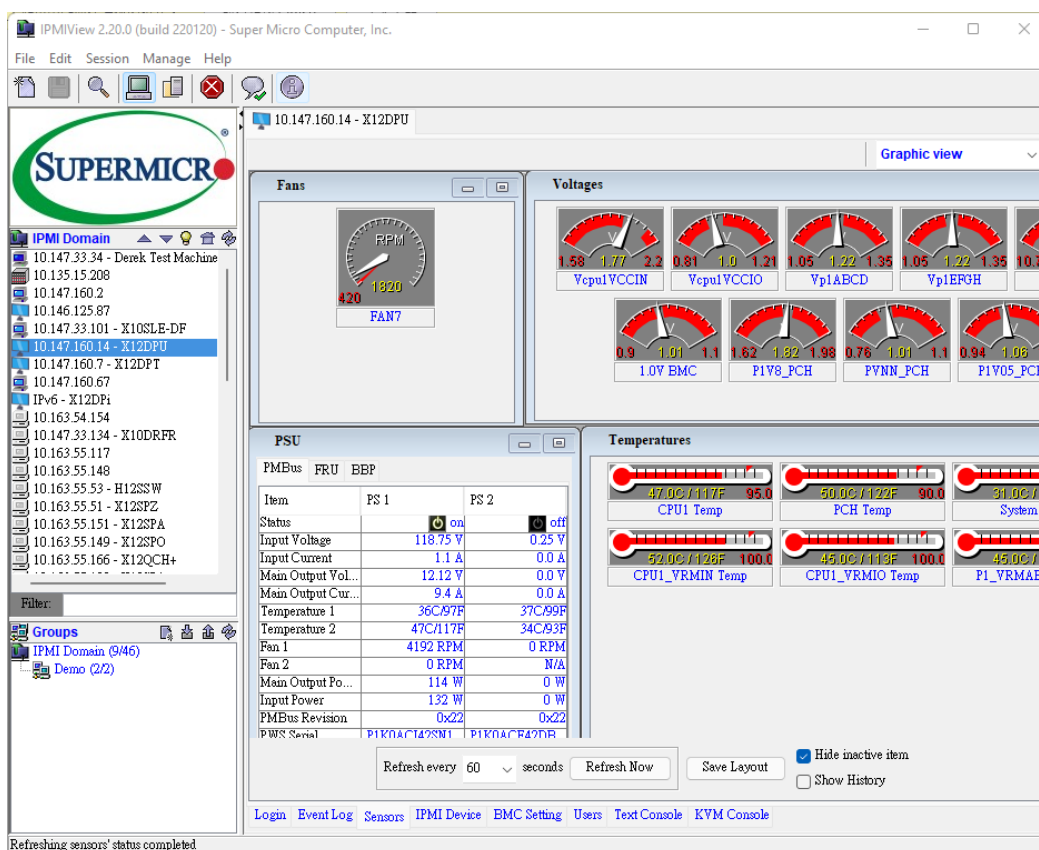 IPMIView 2.20.0 (build 220120) - Super Micro Computer, Inc.
File Edit Session Manage Help
SUPERMICR
®
10.147.160.14 - X12DPU
Graphic view
IPMI Domain
10.147.33.34 - Derek Test Machine
10.135.15.208
10.147.160.2
10.146.125.87
10.147.33.101 - X10SLE-DF
10.147.160.14 - X12DPU
10.147.160.7 - X12DPT
10.147.160.67
IPv6 - X12DPi
10.163.54.154
10.147.33.134 - X10DRFR
10.163.55.117
10.163.55.148
10.163.55.53 - H12SSW
10.163.55.51 - X12SPZ
10.163.55.151 - X12SPA
10.163.55.149 - X12SPO
10.163.55.166 - X12QCH+
Filter:
Groups
IPMI Domain (9/46)
Demo (2/2)
Fans
RPM
1820
420
FAN7
Voltages
1.58 1.77 2.2 0.81 1.0 1.21 1.05 1.22 1.35 1.05 1.22 1.35
Vcpu1VCCIN Vcpu1VCCIO Vp1ABCD Vp1EFGH
0.9 1.01 1.1 1.62 1.82 1.98 0.76 1.01 1.1 0.94 1.06
1.0V BMC P1V8_PCH PVNN_PCH P1V05_PCH
PSU
PMBus FRU BBP
Item PS 1 PS 2
Status on off
Input Voltage 118.75 V 0.25 V
Input Current 1.1 A 0.0 A
Main Output Vol... 12.12 V 0.0 V
Main Output Cur... 9.4 A 0.0 A
Temperature 1 36C/97F 37C/99F
Temperature 2 47C/117F 34C/93F
Fan 1 4192 RPM 0 RPM
Fan 2 0 RPM N/A
Main Output Po... 114 W 0 W
Input Power 132 W 0 W
PMBus Revision 0x22 0x22
PWS Serial
Temperatures
47.0C/117F 95.0 50.0C/122F 90.0 31.0C/
CPU1 Temp PCH Temp System
52.0C/126F 100.0 45.0C/113F 100.0 45.0C/
CPU1_VRMIN Temp CPU1_VRMIO Temp P1_VRMAB
Refresh every 60 seconds Refresh Now Save Layout
Hide inactive item
Show History
Login Event Log Sensors IPMI Device BMC Setting Users Text Console KVM Console
Refreshing sensors' status completed